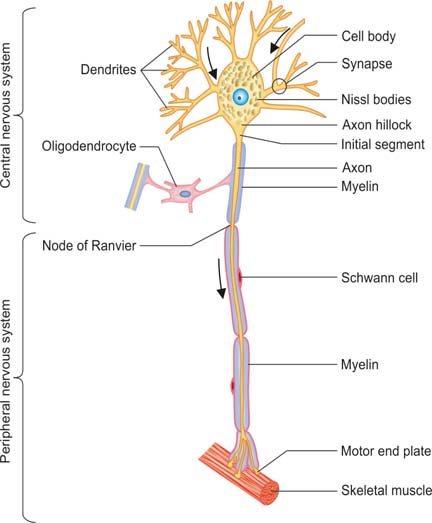 Central nervous system
Dendrites
Oligodendrocyte
Cell body
Synapse
Nissl bodies
Axon hillock
Initial segment
Axon
Myelin
Peripheral nervous system
Node of Ranvier
Schwann cell
Myelin
Motor end plate
Skeletal muscle